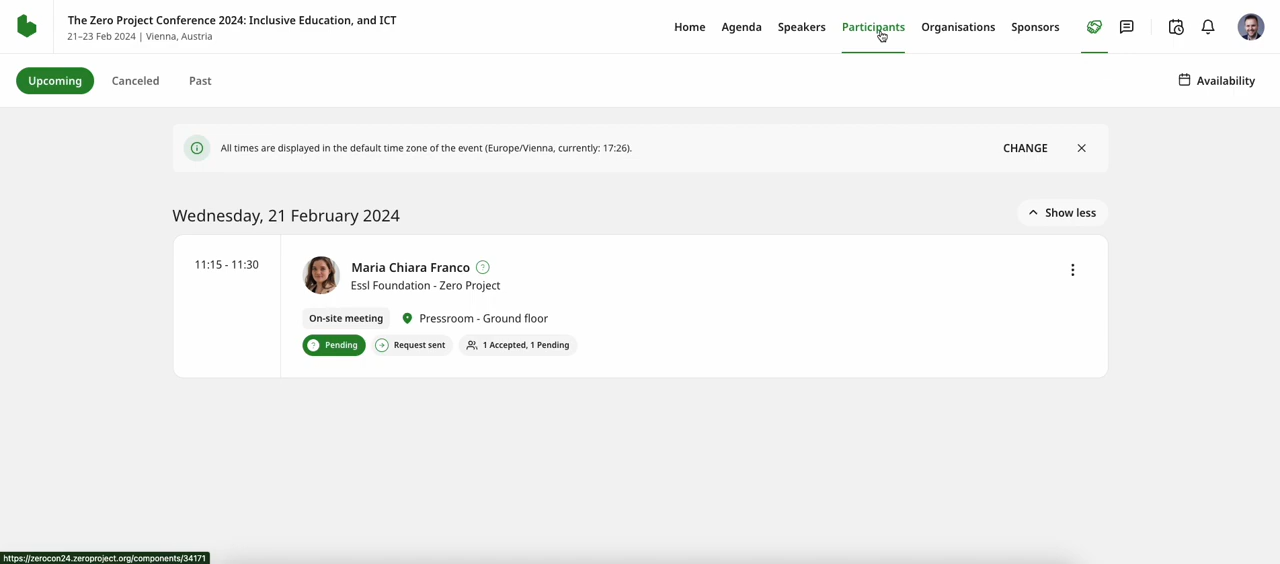 The Zero Project Conference 2024: Inclusive Education, and ICT
21–23 Feb 2024 | Vienna, Austria
Home Agenda Speakers Participants Organisations Sponsors
Upcoming Canceled Past Availability
All times are displayed in the default time zone of the event (Europe/Vienna, currently: 17:26). CHANGE
Wednesday, 21 February 2024 Show less
11:15 - 11:30 Maria Chiara Franco
Essl Foundation - Zero Project
On-site meeting Pressroom - Ground floor
Pending Request sent 1 Accepted, 1 Pending
https://zerocon24.zeroproject.org/components/34171